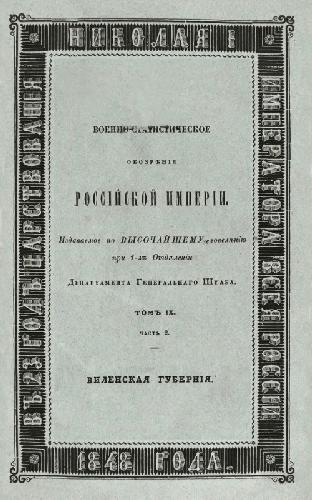 ВЪ 23 ГОДЪ ЦАРСТВОВАНІЯ
НИКОЛАЯ I
ИМПЕРАТОРА ВСЕЯ РОССІИ
ВОЕННО-СТАТИСТИЧЕСКОЕ
ОБОЗРѢНІЕ
РОССІЙСКОЙ ИМПЕРІИ.
Издаваемое по ВЫСОЧАЙШЕМУ повелѣнію
при 1-мъ Отдѣленіи
ДЕПАРТАМЕНТА ГЕНЕРАЛЬНАГО ШТАБА.
ТОМЪ IX.
ЧАСТЬ 2.
ВИЛЕНСКАЯ ГУБЕРНІЯ.
1848 ГОДА.